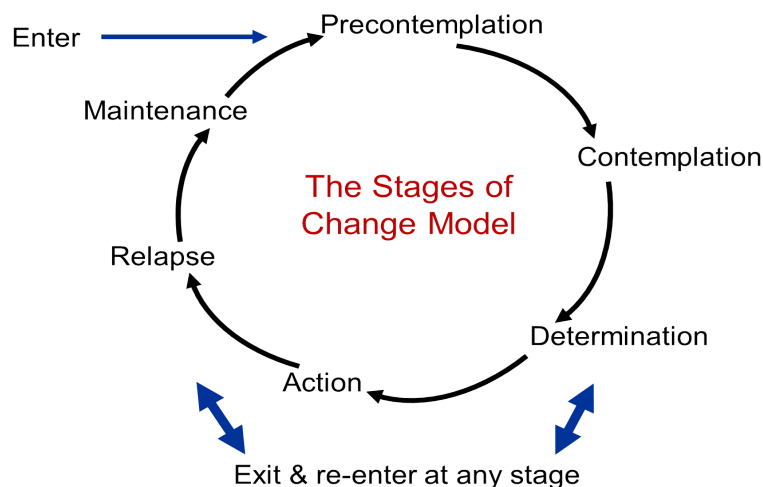 Precontemplation
Enter
Maintenance
Contemplation
The Stages of
Change Model
Relapse
Determination
Action
Exit & re-enter at any stage